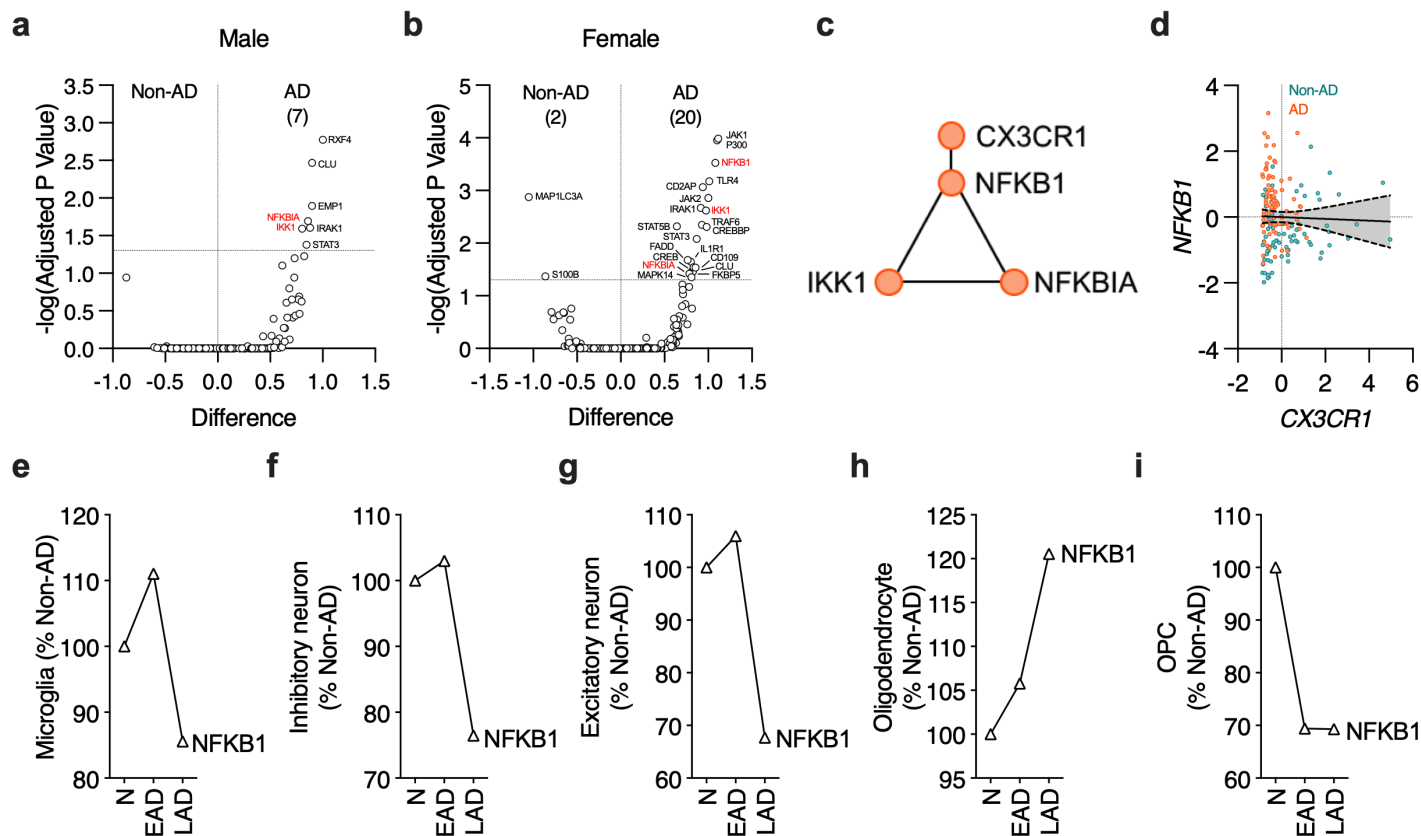 a
Male
Non-AD
AD
(7)
-log(Adjusted P Value)
3.5
3.0
2.5
2.0
1.5
1.0
0.5
0.0
RXF4
CLU
EMP1
NFKBIA
IKK1
IRAK1
STAT3
-1.0 -0.5 0.0 0.5 1.0 1.5
Difference
b
Female
Non-AD
(2)
AD
(20)
-log(Adjusted P Value)
5
4
3
2
1
0
JAK1
P300
NFKB1
TLR4
CD2AP
JAK2
MAP1LC3A
IRAK1
IKK1
TRAF6
STAT5B
CREBBP
STAT3
FADD
IL1R1
CREB
CD109
NFKBIA
CLU
MAPK14
FKBP5
S100B
-1.5 -1.0 -0.5 0.0 0.5 1.0 1.5
Difference
c
CX3CR1
NFKB1
IKK1
NFKBIA
d
Non-AD
AD
NFKB1
4
2
0
-2
-4
-2 0 2 4 6
CX3CR1
e
Microglia (% Non-AD)
120
110
100
90
80
NFKB1
N
EAD
LAD
f
Inhibitory neuron
(% Non-AD)
110
100
90
80
70
NFKB1
N
EAD
LAD
g
Excitatory neuron
(% Non-AD)
110
100
90
80
70
60
NFKB1
N
EAD
LAD
h
Oligodendrocyte
(% Non-AD)
125
120
115
110
105
100
95
NFKB1
N
EAD
LAD
i
OPC
(% Non-AD)
110
100
90
80
70
60
NFKB1
N
EAD
LAD